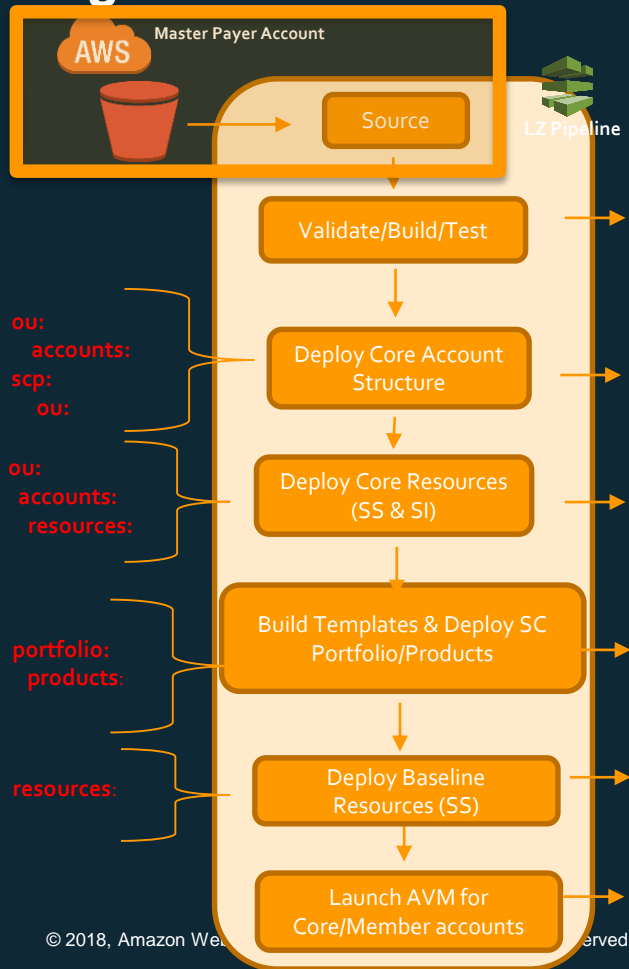 AWS
Master Payer Account
Source
LZ Pipeline
Validate/Build/Test
ou:
accounts:
scp:
ou:
Deploy Core Account
Structure
ou:
accounts:
resources:
Deploy Core Resources
(SS & SI)
portfolio:
products:
Build Templates & Deploy SC
Portfolio/Products
resources:
Deploy Baseline
Resources (SS)
Launch AVM for
Core/Member accounts
© 2018, Amazon